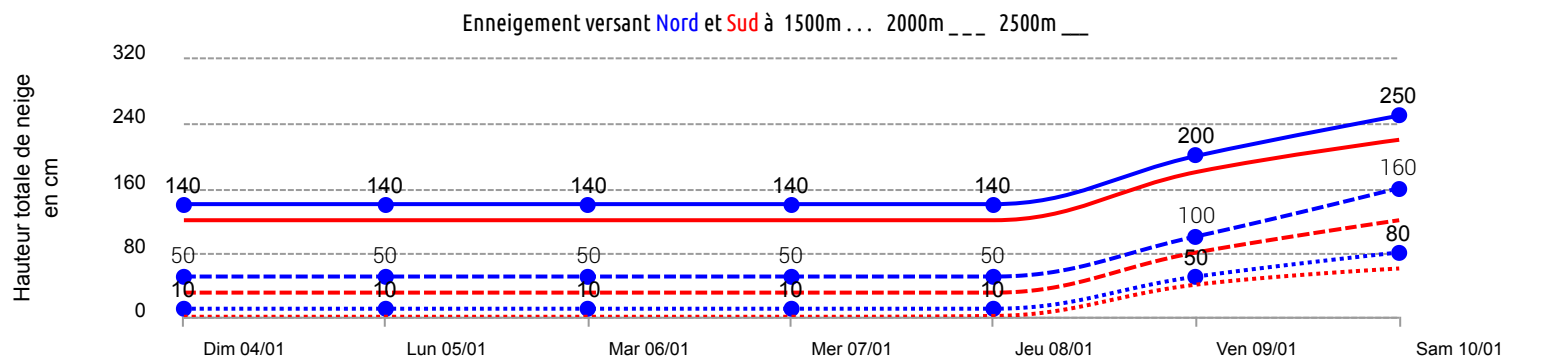 Enneigement versant Nord et Sud à 1500m . . . 2000m _ _ _ 2500m ___
Hauteur totale de neige
en cm
320
240
160
80
0
140 140 140 140 140 200 250
50 50 50 50 50 100 160
10 10 10 10 10 50 80
Dim 04/01 Lun 05/01 Mar 06/01 Mer 07/01 Jeu 08/01 Ven 09/01 Sam 10/01